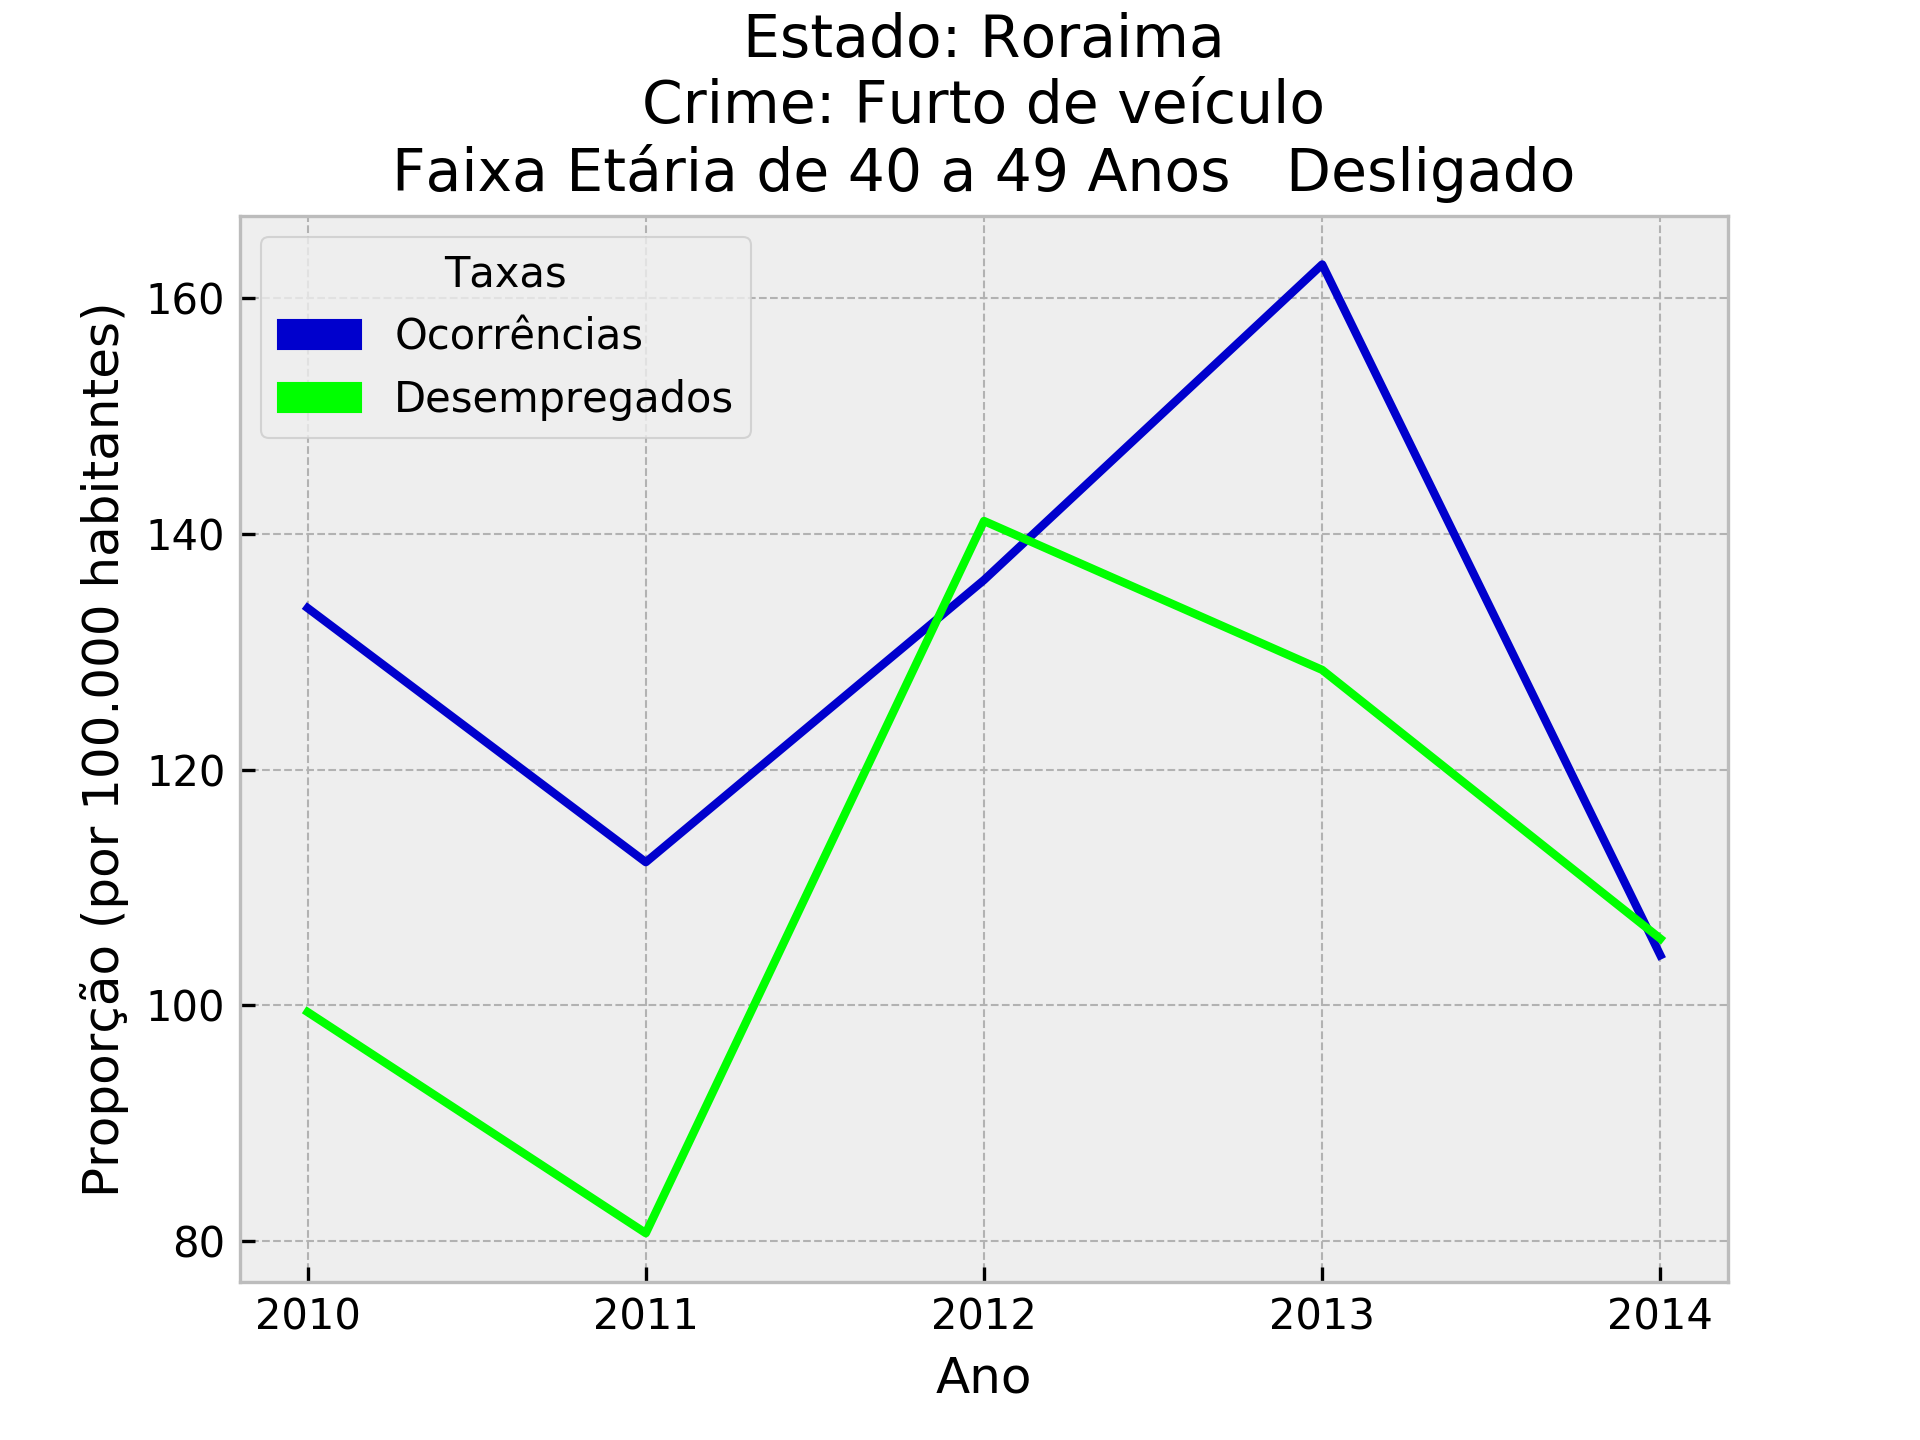 Estado: Roraima
Crime: Furto de veículo
Faixa Etária de 40 a 49 Anos   Desligado
Taxas
Ocorrências
Desempregados
Proporção (por 100.000 habitantes)
160
140
120
100
80
2010 2011 2012 2013 2014
Ano